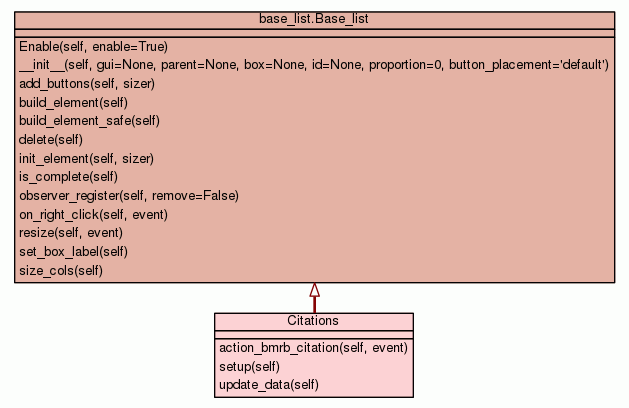 base_list.Base_list
Enable(self, enable=True)
__init__(self, gui=None, parent=None, box=None, id=None, proportion=0, button_placement='default')
add_buttons(self, sizer)
build_element(self)
build_element_safe(self)
delete(self)
init_element(self, sizer)
is_complete(self)
observer_register(self, remove=False)
on_right_click(self, event)
resize(self, event)
set_box_label(self)
size_cols(self)
Citations
action_bmrb_citation(self, event)
setup(self)
update_data(self)